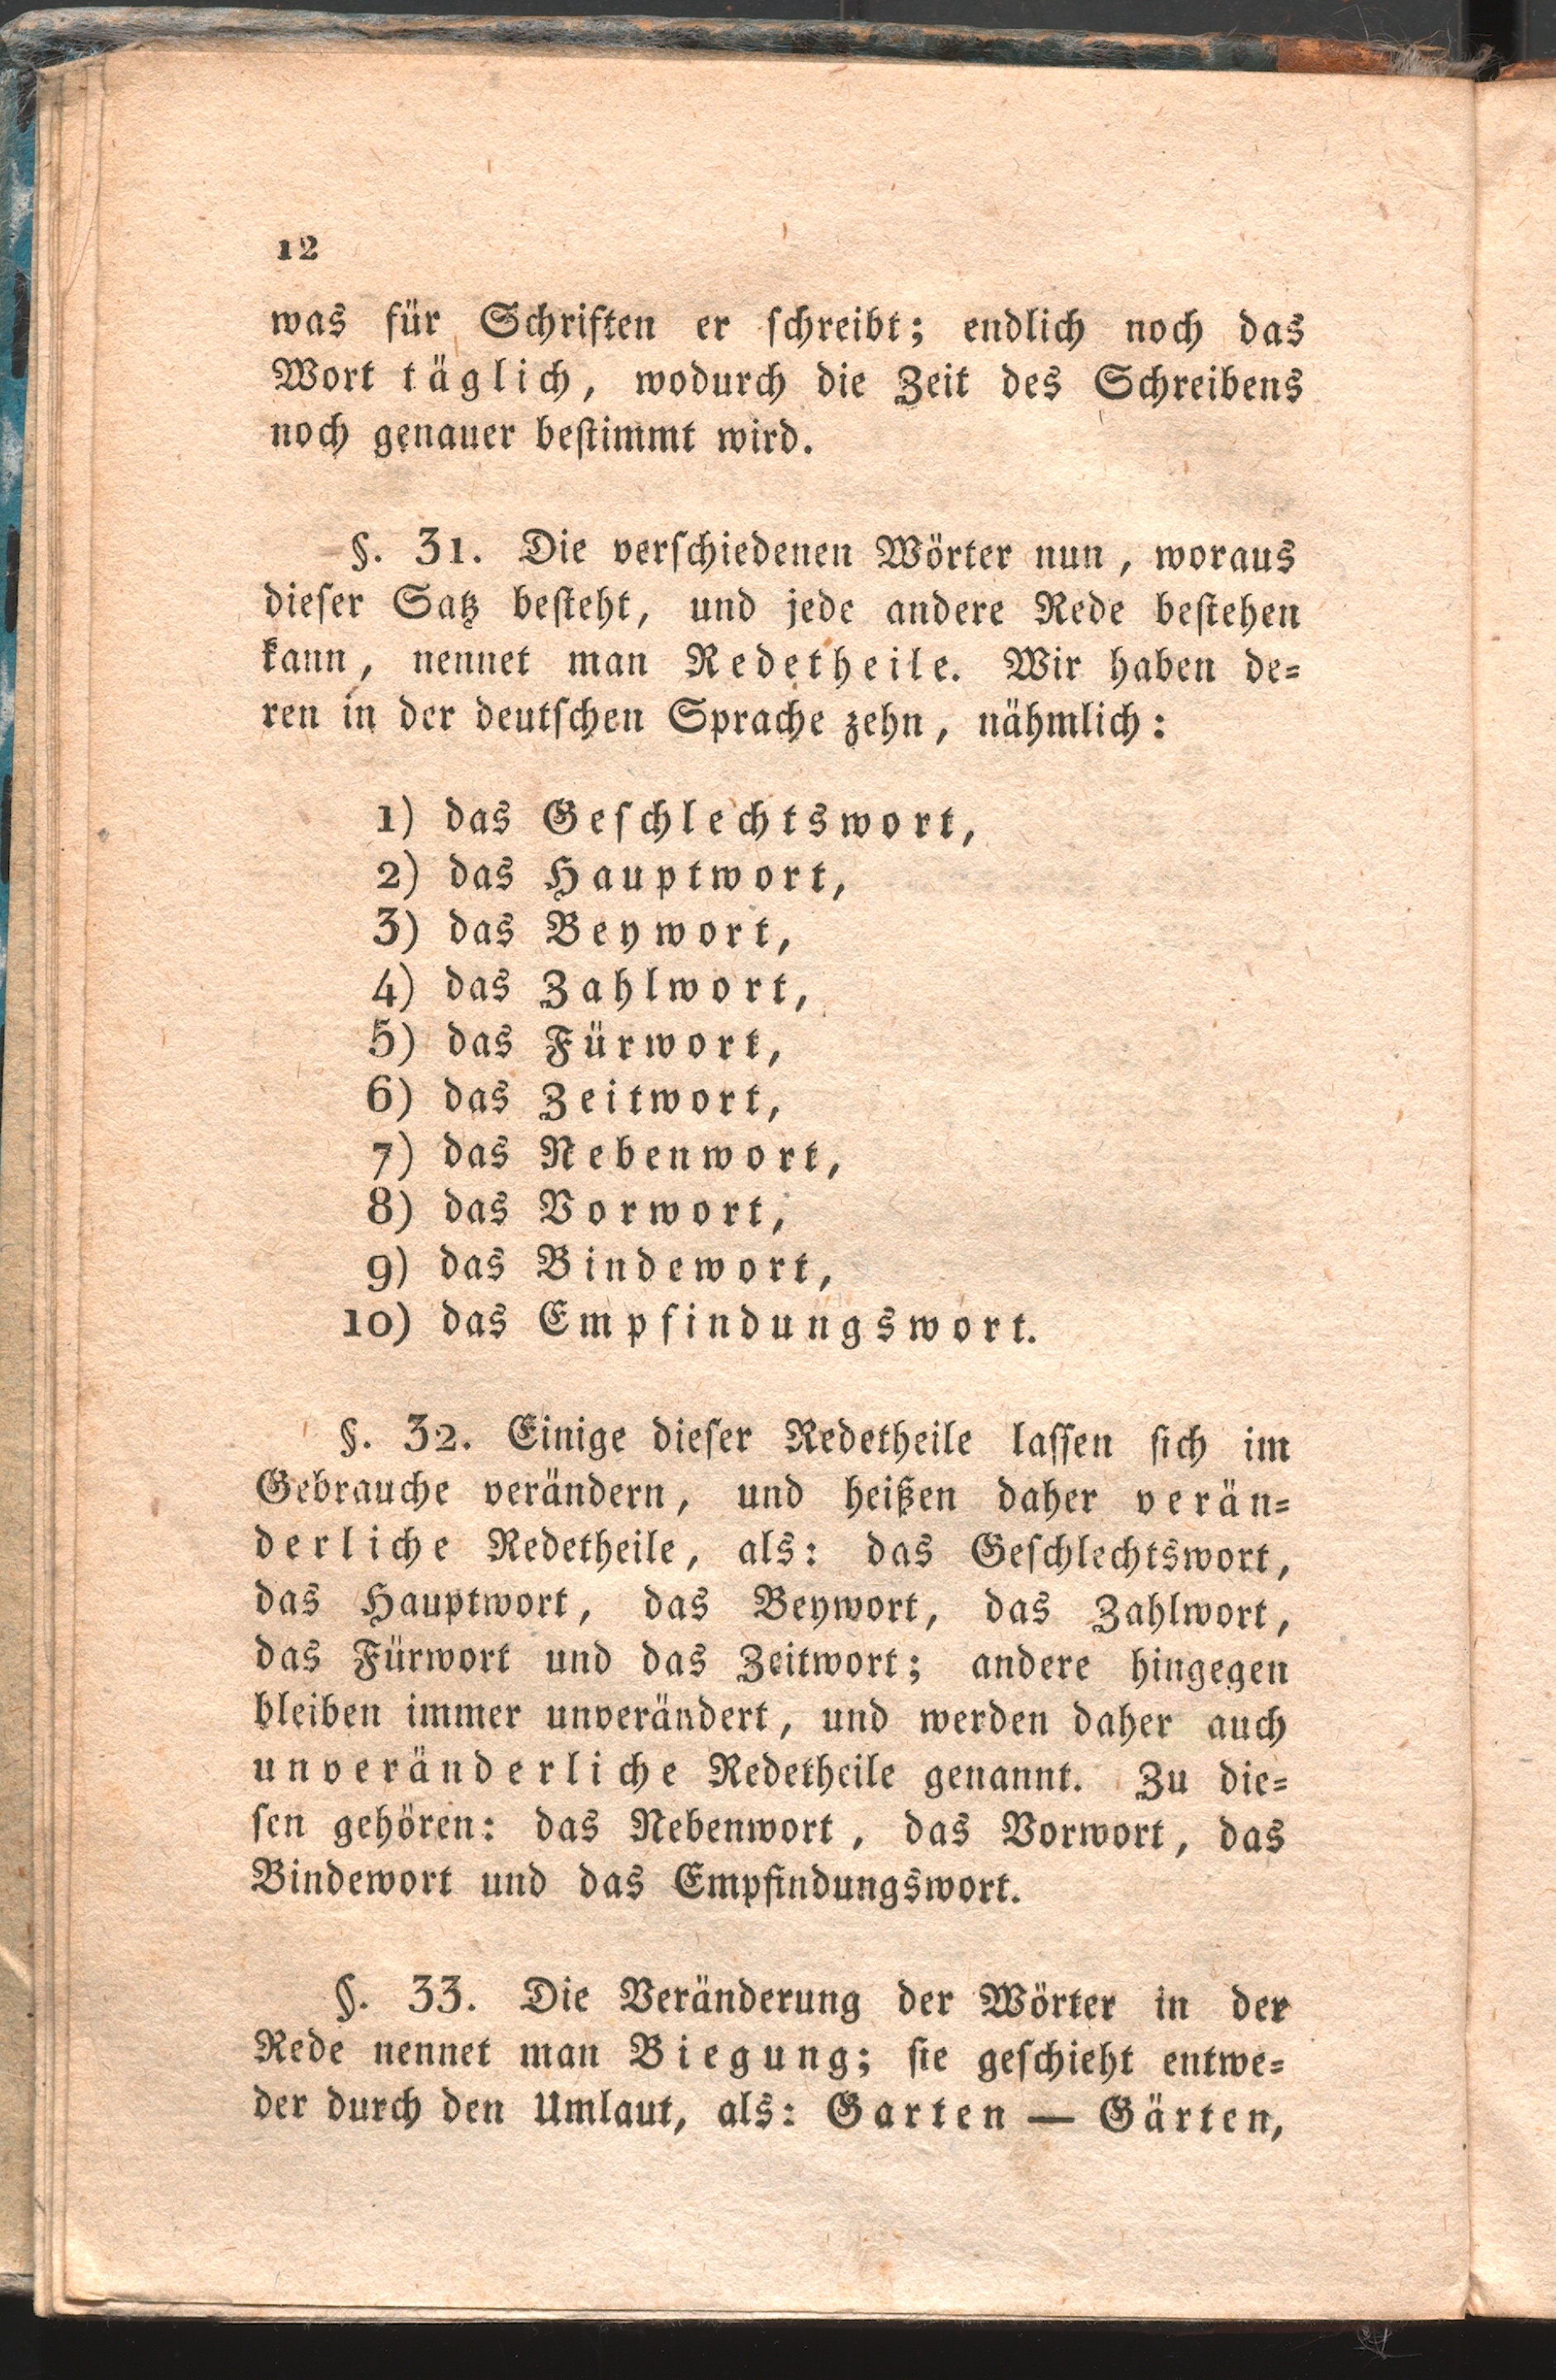 12
was für Schriften er ſchreibt; endlich noch das
Wort täglich, wodurch die Zeit des Schreibens
noch genauer beſtimmt wird.
§. 31. Die verſchiedenen Wörter nun, woraus
dieſer Satz beſteht, und jede andere Rede beſtehen
kann, nennet man Redetheile. Wir haben de=
ren in der deutſchen Sprache zehn, nähmlich:
1) das Geſchlechtswort,
2) das Hauptwort,
3) das Beywort,
4) das Zahlwort,
5) das Fürwort,
6) das Zeitwort,
7) das Nebenwort,
8) das Vorwort,
9) das Bindewort,
10) das Empfindungswort.
§. 32. Einige dieſer Redetheile laſſen ſich im
Gebrauche verändern, und heißen daher verän=
derliche Redetheile, als: das Geſchlechtswort,
das Hauptwort, das Beywort, das Zahlwort,
das Fürwort und das Zeitwort; andere hingegen
bleiben immer unverändert, und werden daher auch
unveränderliche Redetheile genannt. Zu die=
ſen gehören: das Nebenwort, das Vorwort, das
Bindewort und das Empfindungswort.
§. 33. Die Veränderung der Wörter in der
Rede nennet man Biegung; ſie geſchieht entwe=
der durch den Umlaut, als: Garten — Gärten,